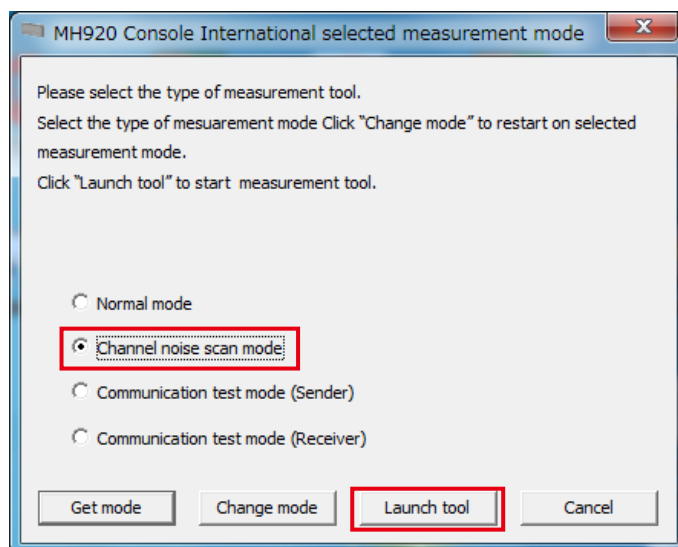 MH920 Console International selected measurement mode
Please select the type of measurement tool.
Select the type of mesuarement mode Click "Change mode" to restart on selected
measurement mode.
Click "Launch tool" to start measurement tool.
Normal mode
Channel noise scan mode
Communication test mode (Sender)
Communication test mode (Receiver)
Get mode Change mode Launch tool Cancel